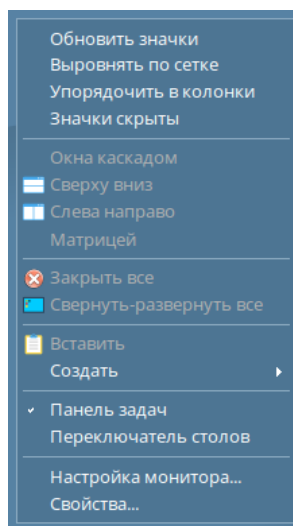 Обновить значки
Выровнять по сетке
Упорядочить в колонки
Значки скрыты
Окна каскадом
Сверху вниз
Слева направо
Матрицей
Закрыть все
Свернуть-развернуть все
Вставить
Создать
Панель задач
Переключатель столов
Настройка монитора...
Свойства...